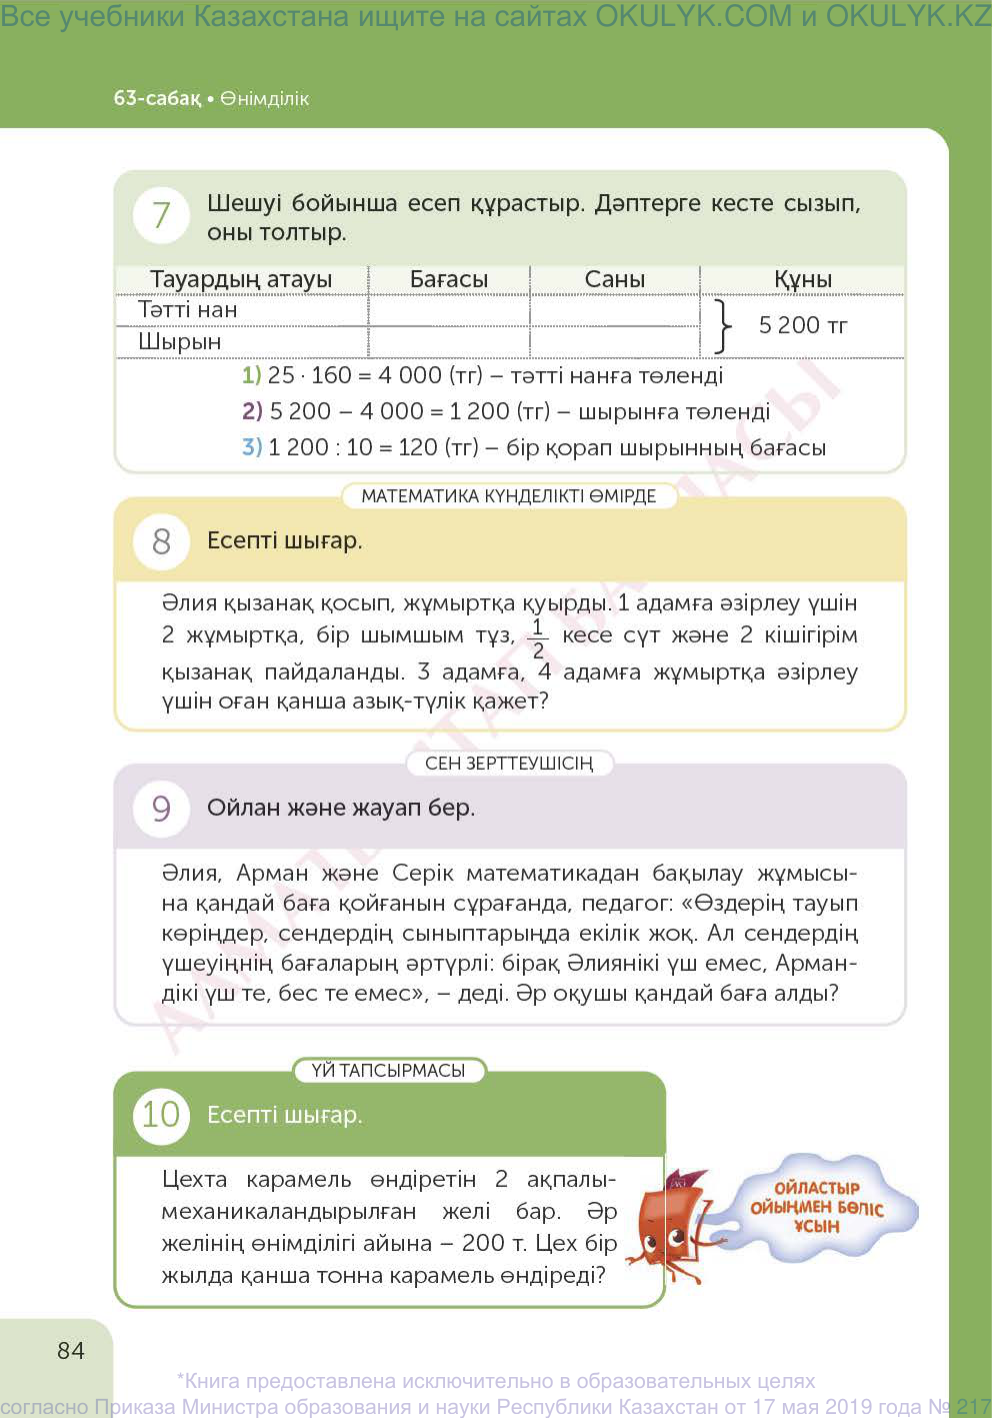 Все учебники Казахстана ищите на сайтах OKULYK.COM и OKULYK.KZ
63-сабақ • Өнімділік
7
Шешуі бойынша есеп құрастыр. Дәптерге кесте сызып,
оны толтыр.
Тауардың атауы Бағасы Саны Құны
Тәтті нан
5 200 тг
Шырын
1) 25 · 160 = 4 000 (тг) – тәтті нанға төленді
2) 5 200 – 4 000 = 1 200 (тг) – шырынға төленді
3) 1 200 : 10 = 120 (тг) – бір қорап шырынның бағасы
МАТЕМАТИКА КҮНДЕЛІКТІ ӨМІРДЕ
8
Есепті шығар.
Әлия қызанақ қосып, жұмыртқа қуырды. 1 адамға әзірлеу үшін
2 жұмыртқа, бір шымшым тұз, 1/2 кесе сүт және 2 кішігірім
қызанақ пайдаланды. 3 адамға, 4 адамға жұмыртқа әзірлеу
үшін оған қанша азық-түлік қажет?
СЕН ЗЕРТТЕУШІСІҢ
9
Ойлан және жауап бер.
Әлия, Арман және Серік математикадан бақылау жұмысы-
на қандай баға қойғанын сұрағанда, педагог: «Өздерің тауып
көріңдер, сендердің сыныптарыңда екілік жоқ. Ал сендердің
үшеуіңнің бағаларың әртүрлі: бірақ Әлиянікі үш емес, Арман-
дікі үш те, бес те емес», – деді. Әр оқушы қандай баға алды?
ҮЙ ТАПСЫРМАСЫ
10
Есепті шығар.
Цехта карамель өндіретін 2 ақпалы-
механикаландырылған желі бар. Әр
желінің өнімділігі айына – 200 т. Цех бір
жылда қанша тонна карамель өндіреді?
ОЙЛАСТЫР
ОЙЫҢМЕН БӨЛІС
ҰСЫН
84
*Книга предоставлена исключительно в образовательных целях
согласно Приказа Министра образования и науки Республики Казахстан от 17 мая 2019 года № 217